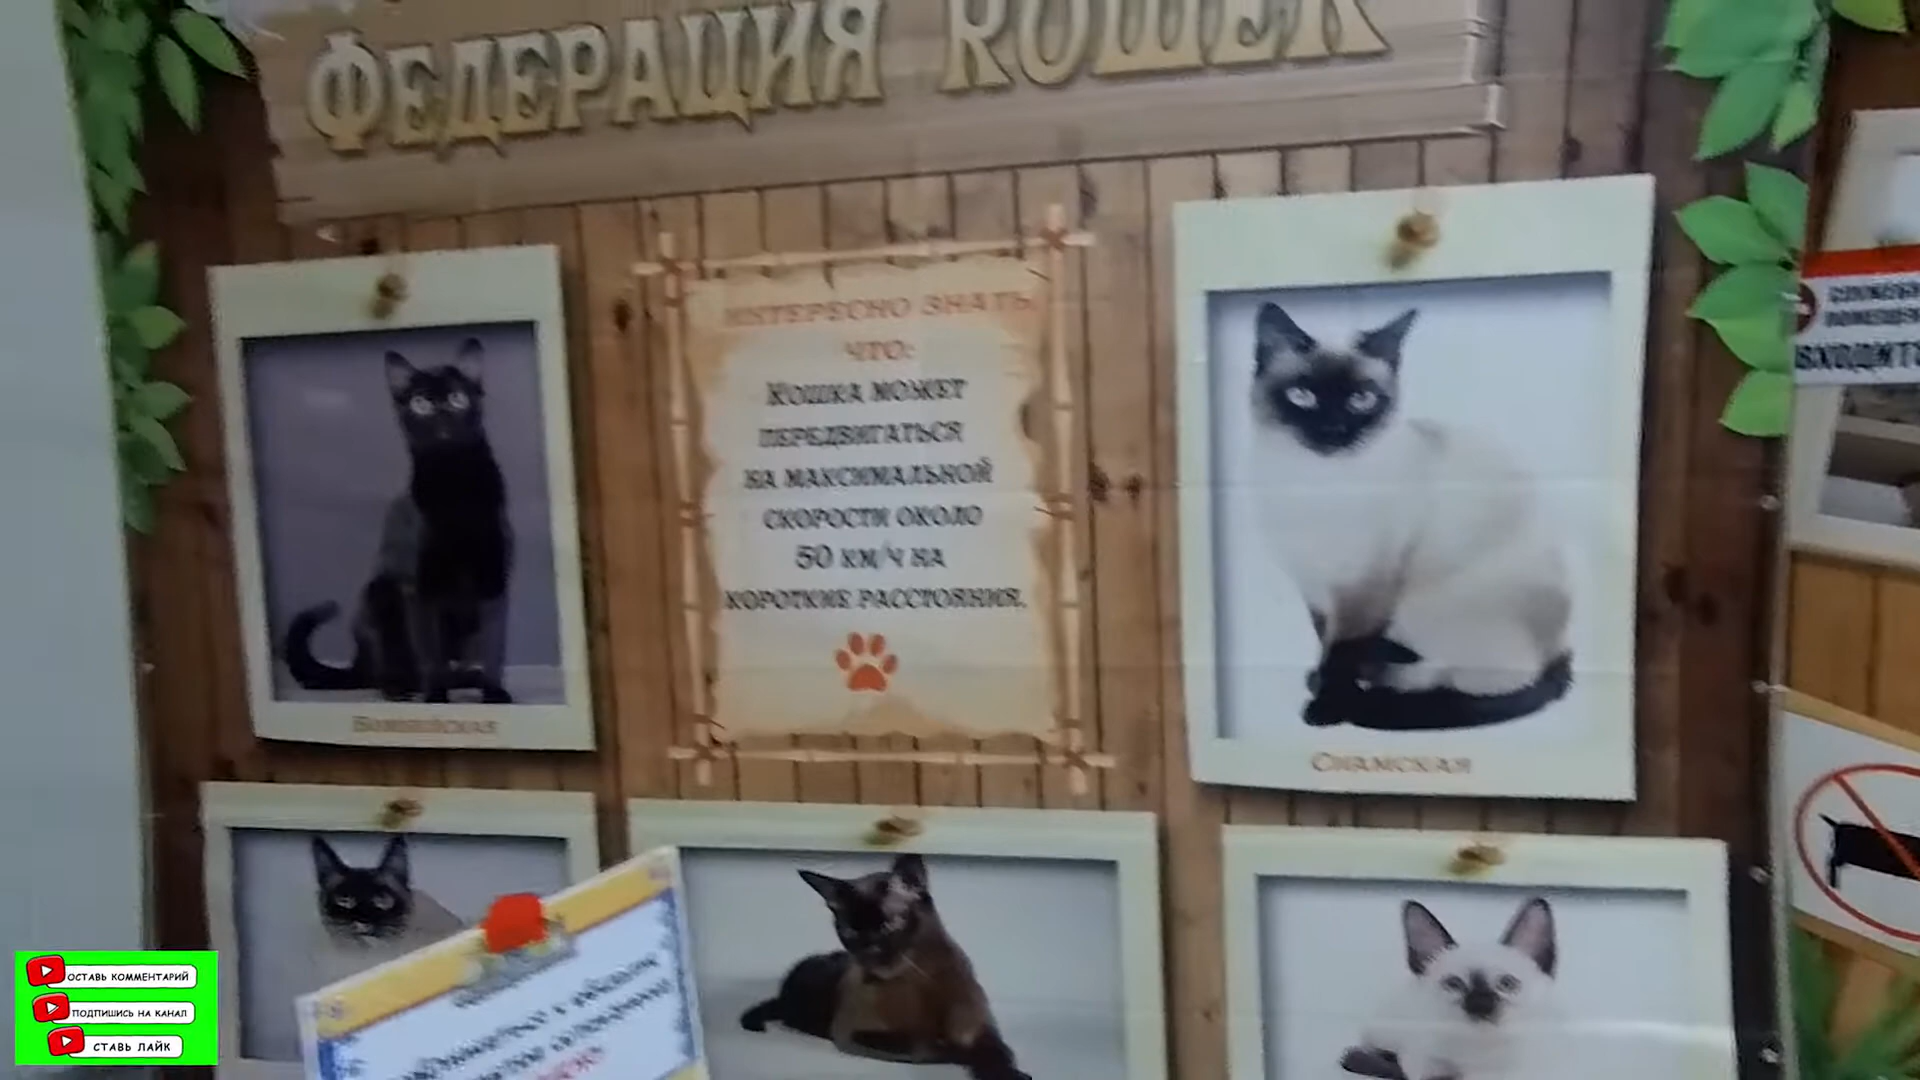 ФЕДЕРАЦИЯ КОШЕК
ИНТЕРЕСНО ЗНАТЬ
ЧТО:
КОШКА МОЖЕТ
ПЕРЕДВИГАТЬСЯ
НА МАКСИМАЛЬНОЙ
СКОРОСТИ ОКОЛО
50 КМ/Ч НА
КОРОТКИЕ РАССТОЯНИЯ.
БОМБЕЙСКАЯ
СИАМСКАЯ
ВХОДИТ
ОСТАВЬ КОММЕНТАРИЙ
ПОДПИШИСЬ НА КАНАЛ
СТАВЬ ЛАЙК